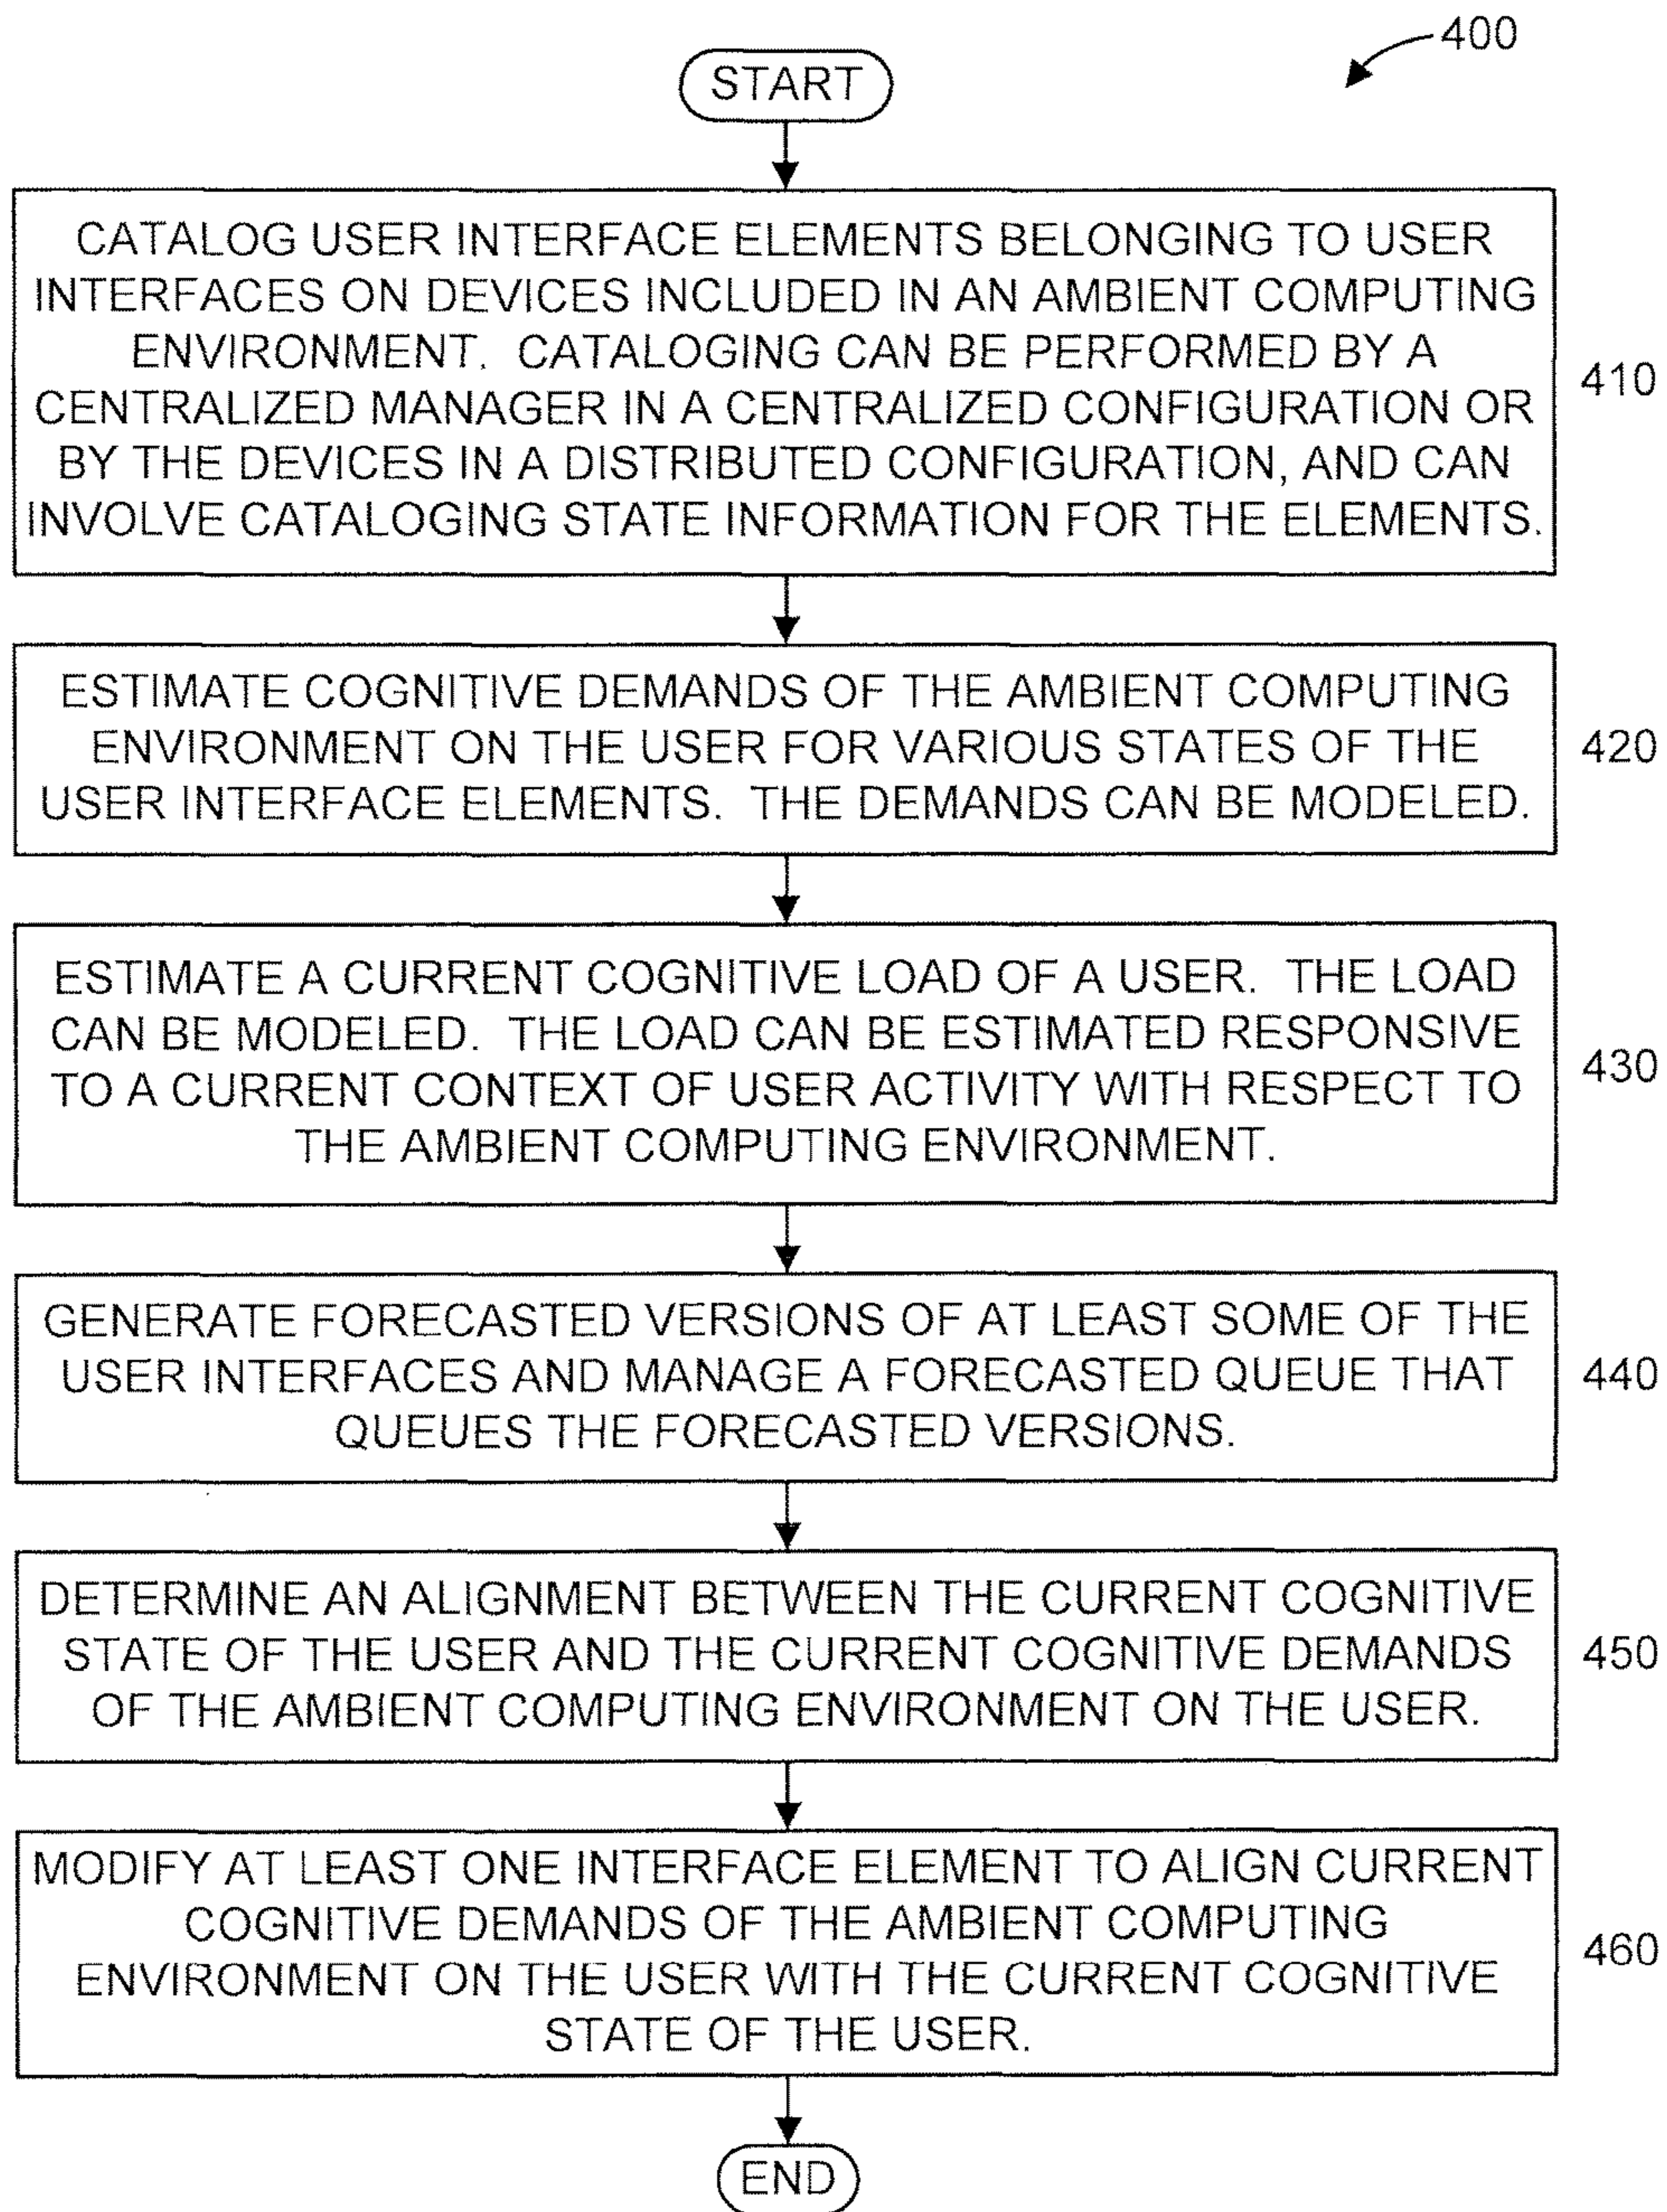 400
START
CATALOG USER INTERFACE ELEMENTS BELONGING TO USER
INTERFACES ON DEVICES INCLUDED IN AN AMBIENT COMPUTING
ENVIRONMENT. CATALOGING CAN BE PERFORMED BY A
CENTRALIZED MANAGER IN A CENTRALIZED CONFIGURATION OR
BY THE DEVICES IN A DISTRIBUTED CONFIGURATION, AND CAN
INVOLVE CATALOGING STATE INFORMATION FOR THE ELEMENTS.
410
ESTIMATE COGNITIVE DEMANDS OF THE AMBIENT COMPUTING
ENVIRONMENT ON THE USER FOR VARIOUS STATES OF THE
USER INTERFACE ELEMENTS. THE DEMANDS CAN BE MODELED.
420
ESTIMATE A CURRENT COGNITIVE LOAD OF A USER. THE LOAD
CAN BE MODELED. THE LOAD CAN BE ESTIMATED RESPONSIVE
TO A CURRENT CONTEXT OF USER ACTIVITY WITH RESPECT TO
THE AMBIENT COMPUTING ENVIRONMENT.
430
GENERATE FORECASTED VERSIONS OF AT LEAST SOME OF THE
USER INTERFACES AND MANAGE A FORECASTED QUEUE THAT
QUEUES THE FORECASTED VERSIONS.
440
DETERMINE AN ALIGNMENT BETWEEN THE CURRENT COGNITIVE
STATE OF THE USER AND THE CURRENT COGNITIVE DEMANDS
OF THE AMBIENT COMPUTING ENVIRONMENT ON THE USER.
450
MODIFY AT LEAST ONE INTERFACE ELEMENT TO ALIGN CURRENT
COGNITIVE DEMANDS OF THE AMBIENT COMPUTING
ENVIRONMENT ON THE USER WITH THE CURRENT COGNITIVE
STATE OF THE USER.
460
END